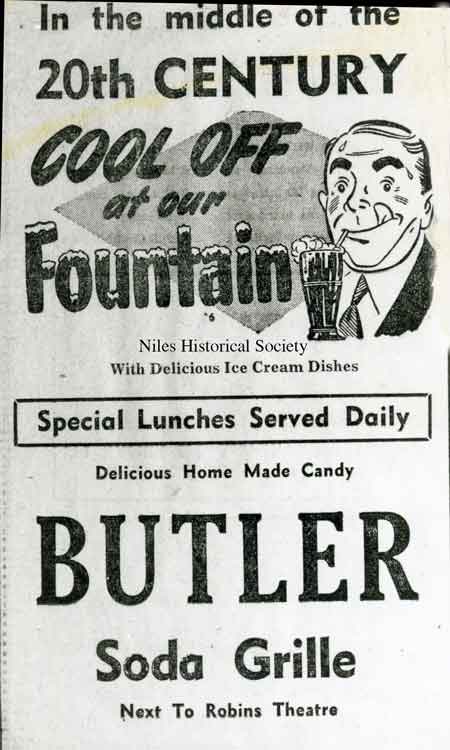 In the middle of the
20th CENTURY
COOL OFF
at our
Fountain
6
Niles Historical Society
With Delicious Ice Cream Dishes
Special Lunches Served Daily
Delicious Home Made Candy
BUTLER
Soda Grille
Next To Robins Theatre